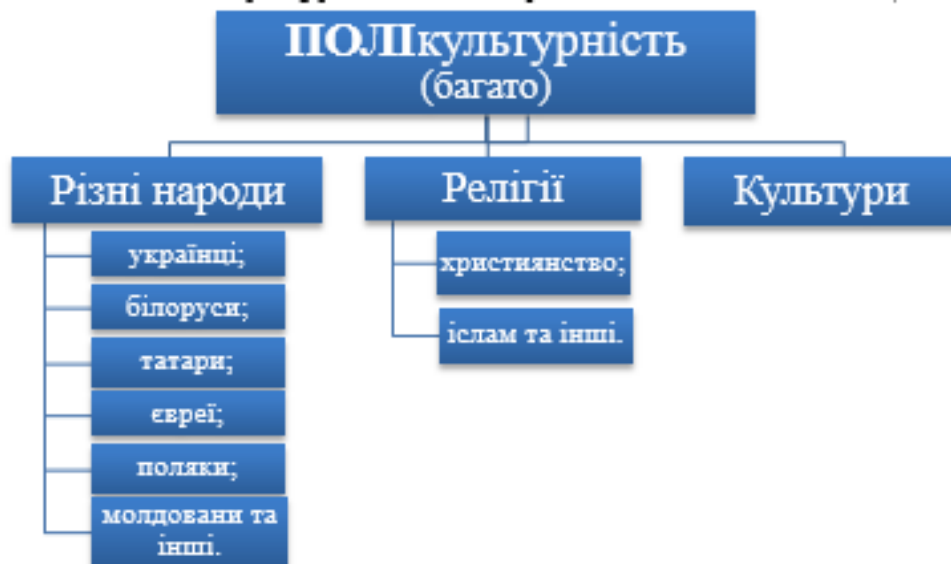 ПОЛІкультурність
(багато)
Різні народи
українці;
білоруси;
татари;
євреї;
поляки;
молдовани та
інші.
Релігії
християнство;
іслам та інші.
Культури